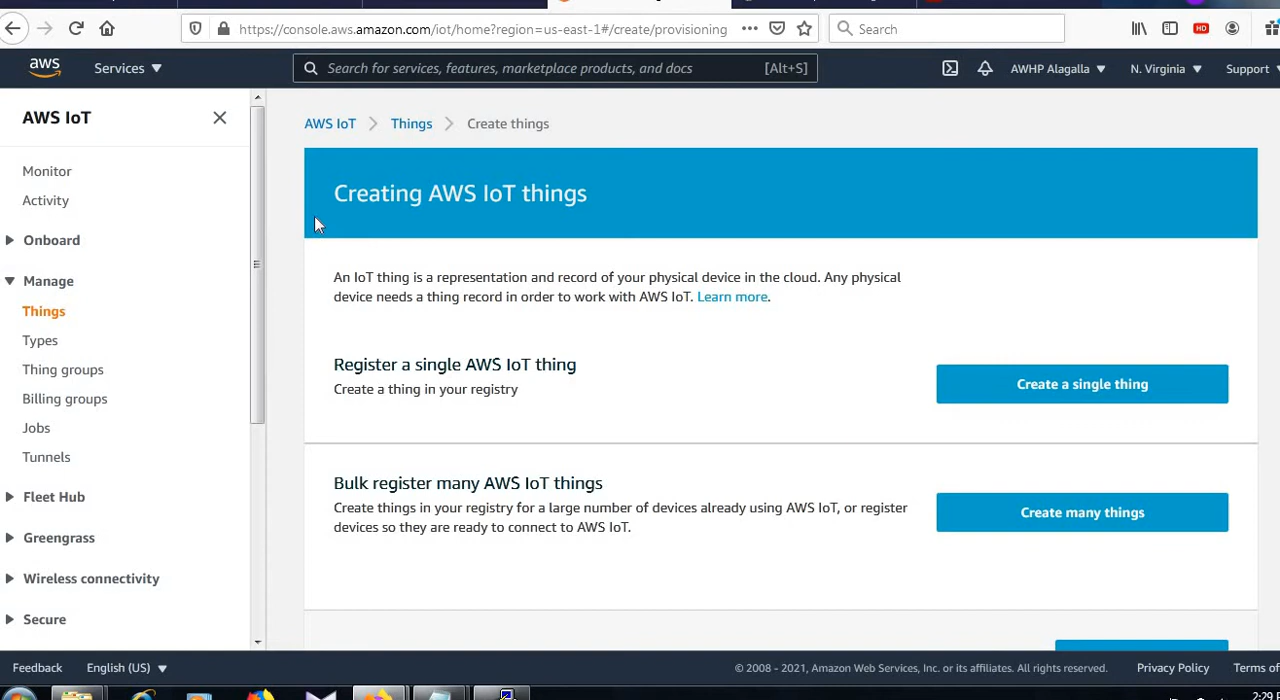 https://console.aws.amazon.com/iot/home?region=us-east-1#/create/provisioning
Search
HD
aws
Services
Search for services, features, marketplace products, and docs
[Alt+S]
AWHP Alagalla
N. Virginia
Support
AWS IoT
Monitor
Activity
Onboard
Manage
Things
Types
Thing groups
Billing groups
Jobs
Tunnels
Fleet Hub
Greengrass
Wireless connectivity
Secure
AWS IoT
Things
Create things
Creating AWS IoT things
An IoT thing is a representation and record of your physical device in the cloud. Any physical
device needs a thing record in order to work with AWS IoT. Learn more.
Register a single AWS IoT thing
Create a thing in your registry
Create a single thing
Bulk register many AWS IoT things
Create things in your registry for a large number of devices already using AWS IoT, or register
devices so they are ready to connect to AWS IoT.
Create many things
Feedback
English (US)
© 2008 - 2021, Amazon Web Services, Inc. or its affiliates. All rights reserved.
Privacy Policy
Terms of
2:29